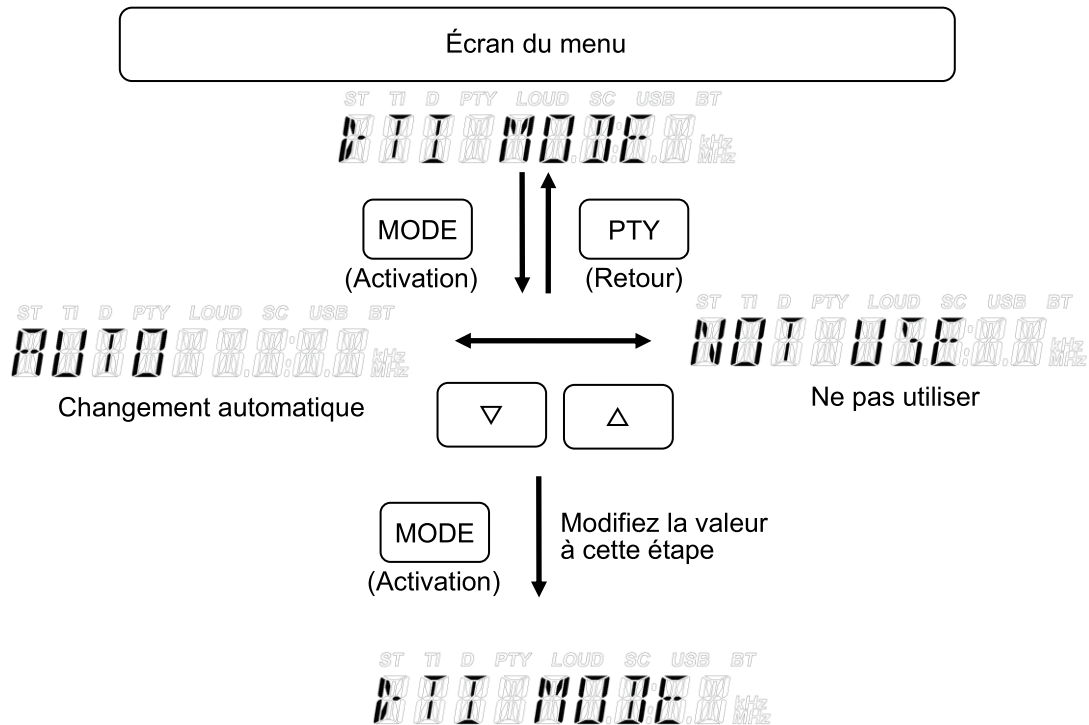 Écran du menu
ST TI D PTY LOUD SC USB BT
MODE
kHz
MHz
MODE
(Activation)
PTY
(Retour)
ST TI D PTY LOUD SC USB BT
AUTO
kHz
MHz
Changement automatique
ST TI D PTY LOUD SC USB BT
NOT USE
kHz
MHz
Ne pas utiliser
▽
△
MODE
(Activation)
Modifiez la valeur
à cette étape
ST TI D PTY LOUD SC USB BT
MODE
kHz
MHz